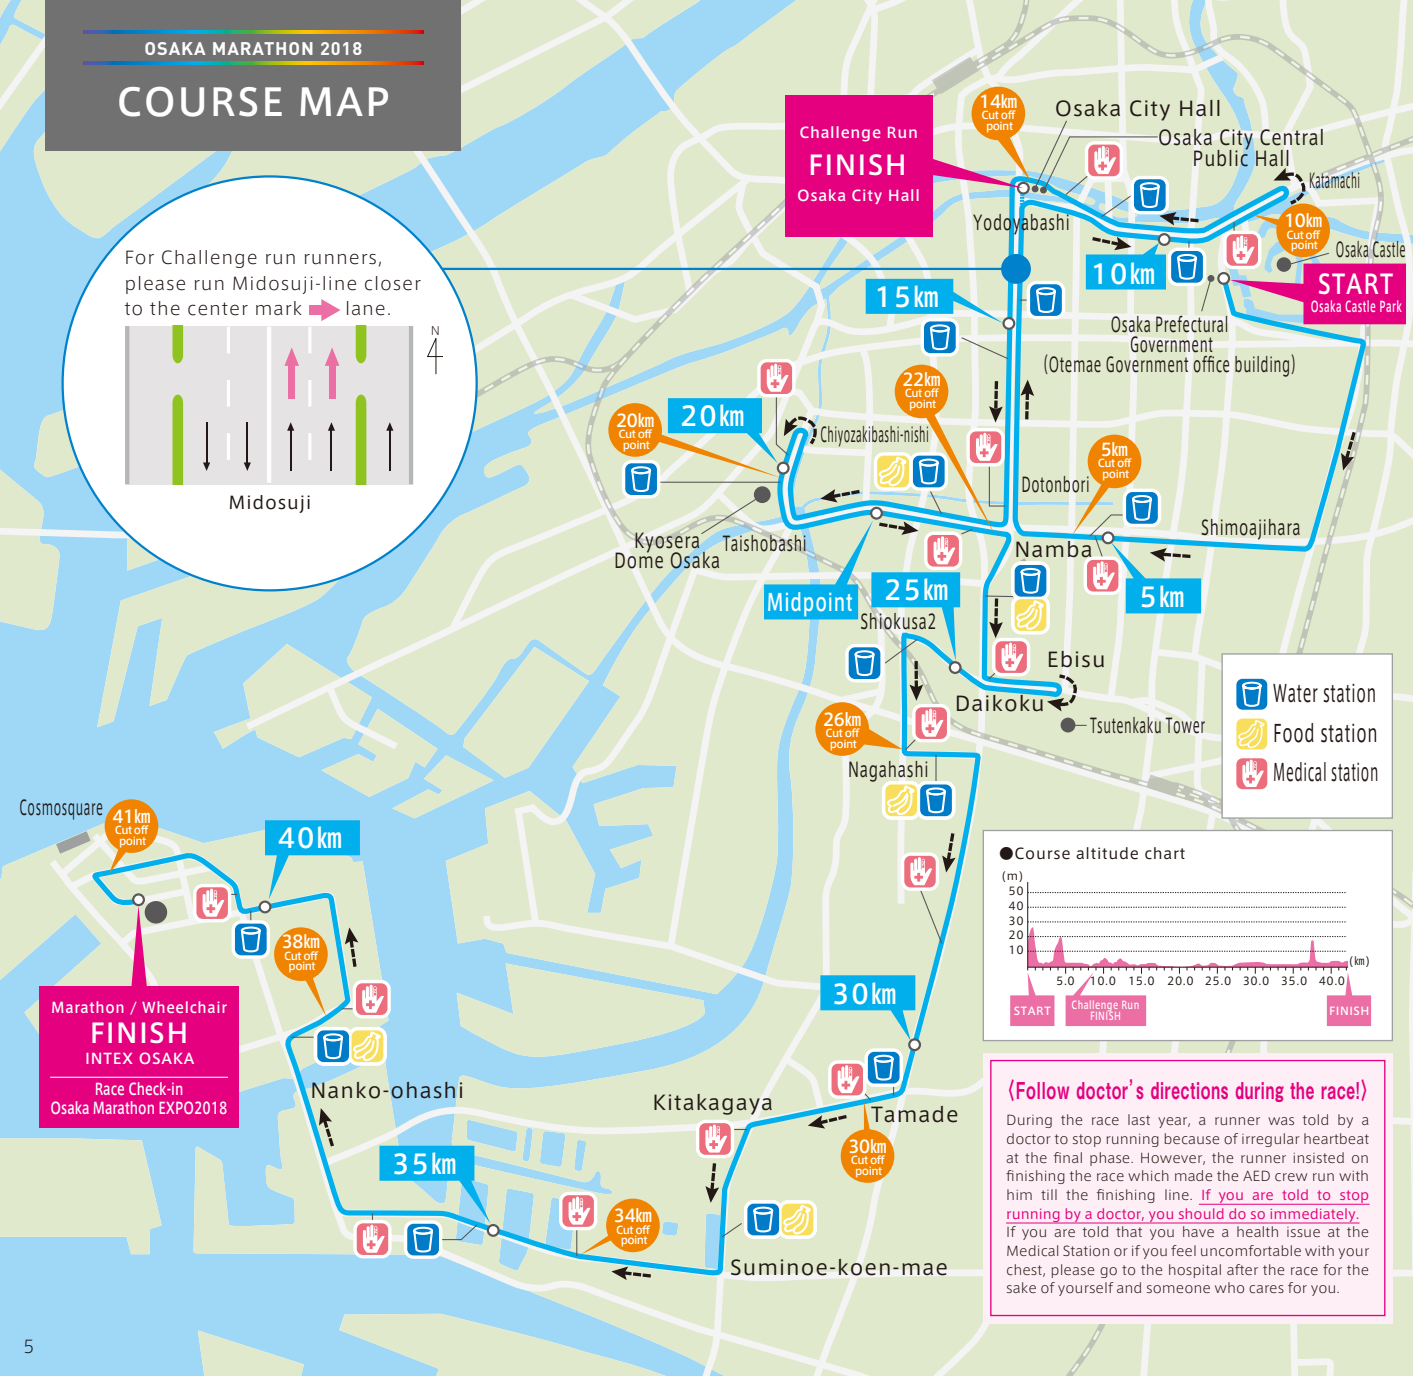 OSAKA MARATHON 2018
COURSE MAP
For Challenge run runners,
please run Midosuji-line closer
to the center mark lane.
N
Midosuji
Challenge Run
FINISH
Osaka City Hall
14km
Cut off
point
Osaka City Hall
Osaka City Central
Public Hall
Katamachi
Yodoyabashi
10km
Cut off
point
Osaka Castle
10km
START
Osaka Castle Park
15km
Osaka Prefectural
Government
(Otemae Government office building)
22km
Cut off
point
20km
Cut off
point
20km
Chiyozakibashi-nishi
5km
Cut off
point
Dotonbori
Shimoajihara
Kyosera
Dome Osaka
Taishobashi
Namba
Midpoint
25km
5km
Shiokusa2
Ebisu
Daikoku
Tsutenkaku Tower
26km
Cut off
point
Nagahashi
Water station
Food station
Medical station
Cosmosquare
41km
Cut off
point
40km
38km
Cut off
point
Marathon / Wheelchair
FINISH
INTEX OSAKA
Race Check-in
Osaka Marathon EXPO2018
Nanko-ohashi
30km
Kitakagaya
Tamade
30km
Cut off
point
35km
34km
Cut off
point
Suminoe-koen-mae
●Course altitude chart
(m)
50
40
30
20
10
(km)
5.0 10.0 15.0 20.0 25.0 30.0 35.0 40.0
START
Challenge Run
FINISH
FINISH
〈Follow doctor's directions during the race!〉
During the race last year, a runner was told by a
doctor to stop running because of irregular heartbeat
at the final phase. However, the runner insisted on
finishing the race which made the AED crew run with
him till the finishing line. If you are told to stop
running by a doctor, you should do so immediately.
If you are told that you have a health issue at the
Medical Station or if you feel uncomfortable with your
chest, please go to the hospital after the race for the
sake of yourself and someone who cares for you.
5